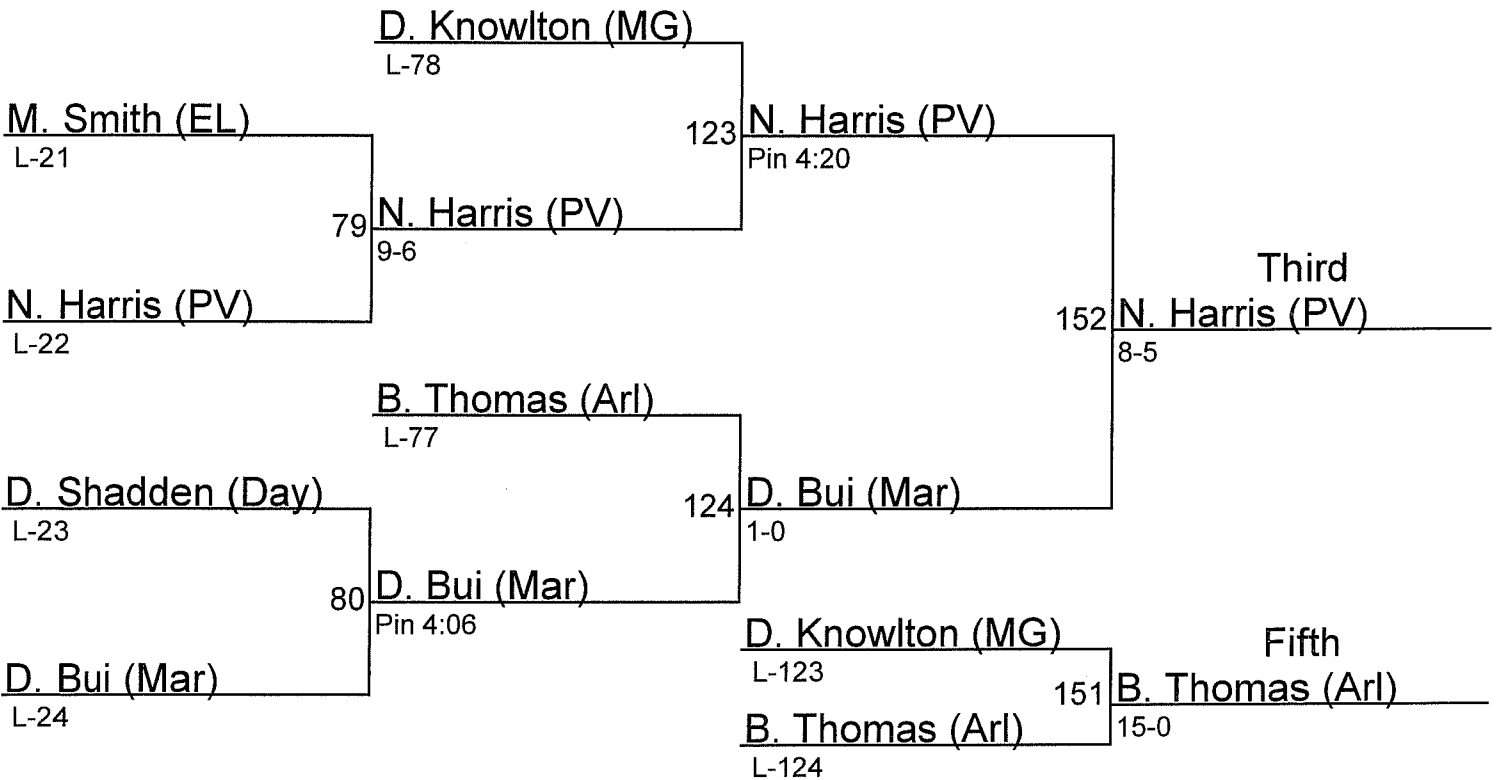 D. Knowlton (MG)
L-78
M. Smith (EL)
L-21
123 N. Harris (PV)
Pin 4:20
79 N. Harris (PV)
9-6
N. Harris (PV)
L-22
Third
152 N. Harris (PV)
8-5
B. Thomas (Arl)
L-77
D. Shadden (Day)
L-23
124 D. Bui (Mar)
1-0
80 D. Bui (Mar)
Pin 4:06
D. Bui (Mar)
L-24
D. Knowlton (MG)
L-123
Fifth
151 B. Thomas (Arl)
15-0
B. Thomas (Arl)
L-124